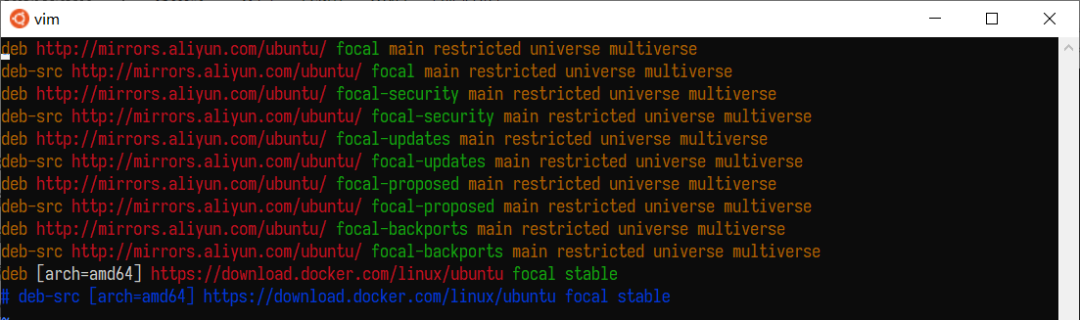 vim
deb http://mirrors.aliyun.com/ubuntu/ focal main restricted universe multiverse
deb-src http://mirrors.aliyun.com/ubuntu/ focal main restricted universe multiverse
deb http://mirrors.aliyun.com/ubuntu/ focal-security main restricted universe multiverse
deb-src http://mirrors.aliyun.com/ubuntu/ focal-security main restricted universe multiverse
deb http://mirrors.aliyun.com/ubuntu/ focal-updates main restricted universe multiverse
deb-src http://mirrors.aliyun.com/ubuntu/ focal-updates main restricted universe multiverse
deb http://mirrors.aliyun.com/ubuntu/ focal-proposed main restricted universe multiverse
deb-src http://mirrors.aliyun.com/ubuntu/ focal-proposed main restricted universe multiverse
deb http://mirrors.aliyun.com/ubuntu/ focal-backports main restricted universe multiverse
deb-src http://mirrors.aliyun.com/ubuntu/ focal-backports main restricted universe multiverse
deb [arch=amd64] https://download.docker.com/linux/ubuntu focal stable
# deb-src [arch=amd64] https://download.docker.com/linux/ubuntu focal stable
~